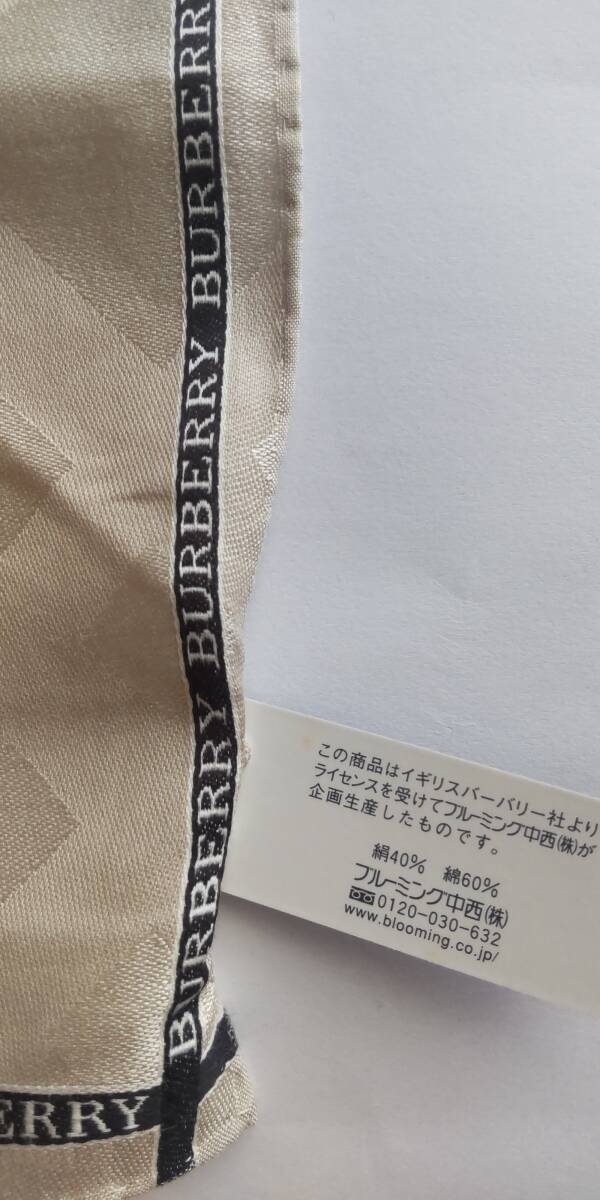 BURBERRY BURBERRY BURBERRY BURBERRY
BERRY
この商品はイギリスバーバリー社より
ライセンスを受けてブルーミング中西(株)が
企画生産したものです。
絹40% 綿60%
ブルーミング中西(株)
0120-030-632
www.blooming.co.jp/